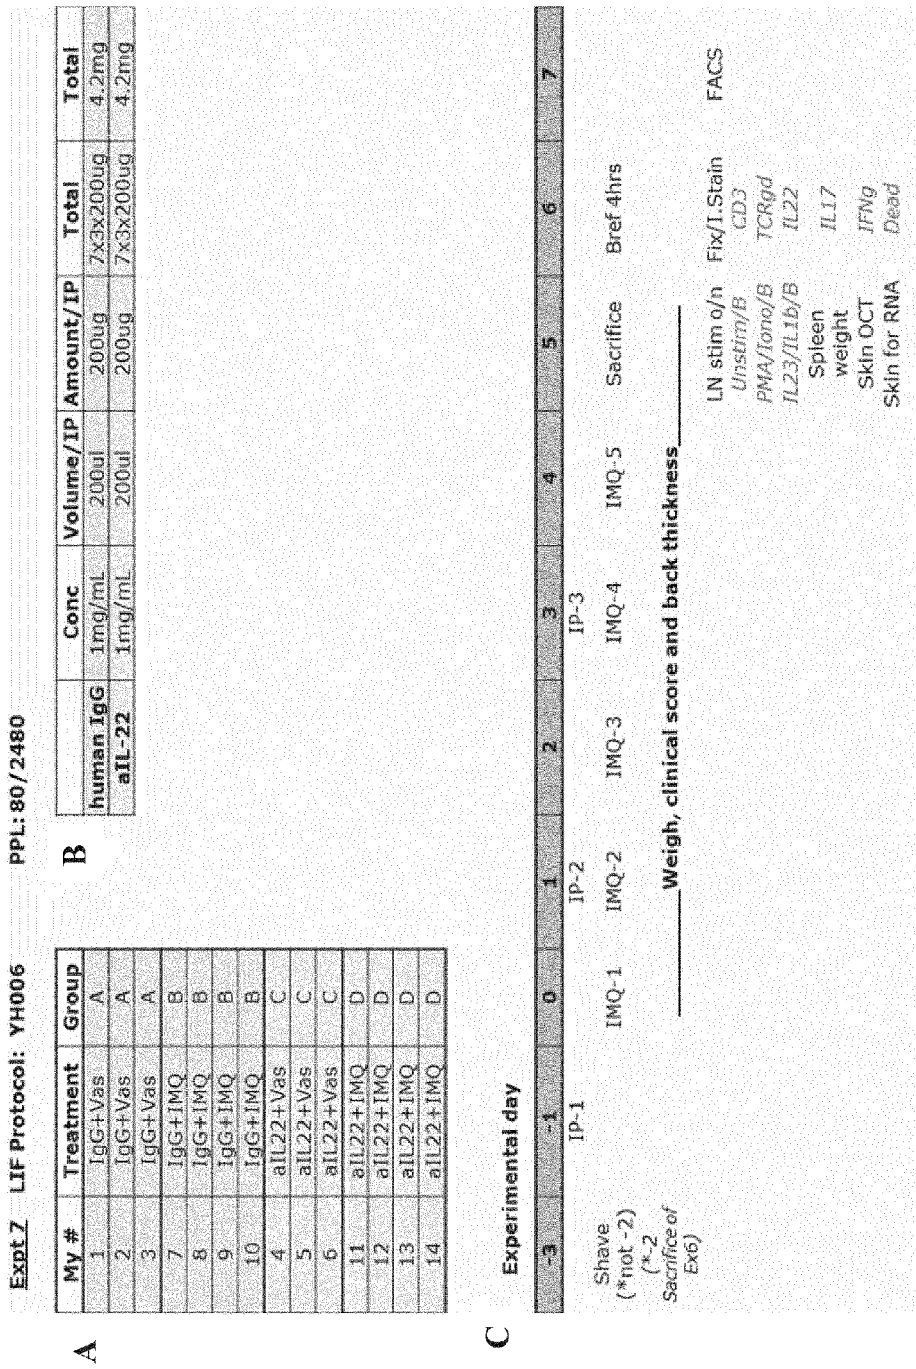 Expt 7 LIF Protocol: YH006 PPL: 80/2480
A
My # Treatment Group
1 IgG+Vas A
2 IgG+Vas A
3 IgG+Vas A
7 IgG+IMQ B
8 IgG+IMQ B
9 IgG+IMQ B
10 IgG+IMQ B
4 aIL22+Vas C
5 aIL22+Vas C
6 aIL22+Vas C
11 aIL22+IMQ D
12 aIL22+IMQ D
13 aIL22+IMQ D
14 aIL22+IMQ D
B
Conc Volume/IP Amount/IP Total Total
human IgG 1mg/mL 200ul 200ug 7x3x200ug 4.2mg
aIL-22 1mg/mL 200ul 200ug 7x3x200ug 4.2mg
C
Experimental day
-3 -1 0 1 2 3 4 5 6 7
IP-1 IP-2 IP-3
Shave IMQ-1 IMQ-2 IMQ-3 IMQ-4 IMQ-5 Sacrifice Bref 4hrs
(*not -2)
(*-2
Sacrifice of
Ex6)
Weigh, clinical score and back thickness
LN stim o/n Fix/I.Stain FACS
Unstim/B CD3
PMA/Iono/B TCRgd
IL23/IL1b/B IL22
Spleen
weight IL17
Skin OCT IFNg
Skin for RNA Dead